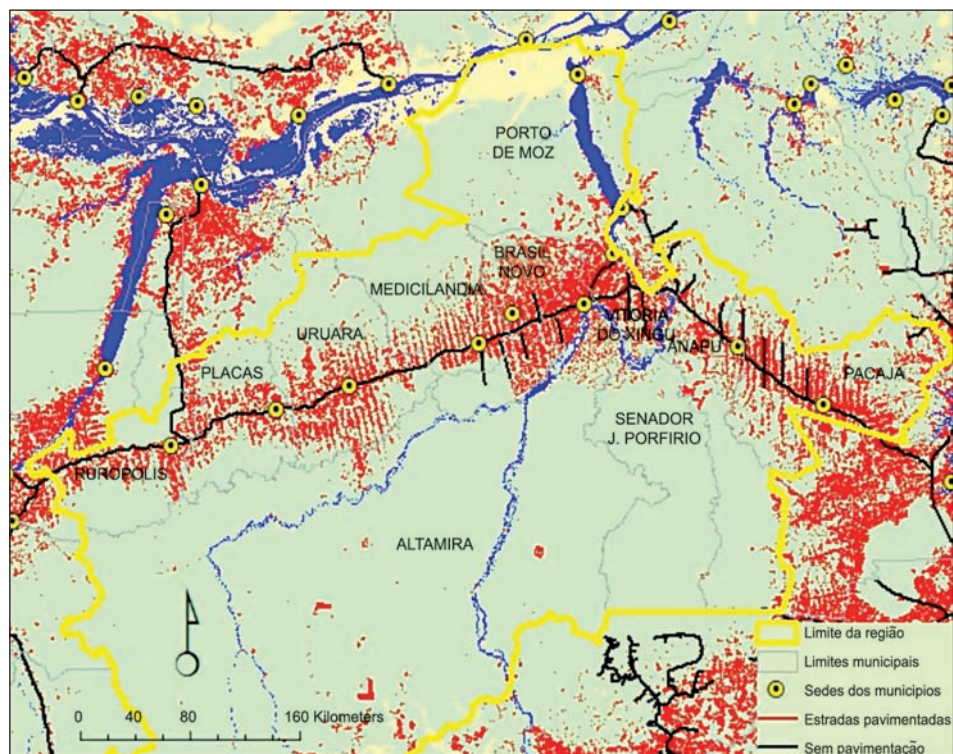 PORTO
DE MOZ
BRASIL
NOVO
MEDICILANDIA
URUARA
VITORIA
DO XINGU
ANAPU
PLACAS
PACAJA
SENADOR
J. PORFIRIO
RUROPOLIS
ALTAMIRA
Limite da região
Limites municipais
Sedes dos municipios
Estradas pavimentadas
Sem pavimentação
0 40 80 160 Kilometers